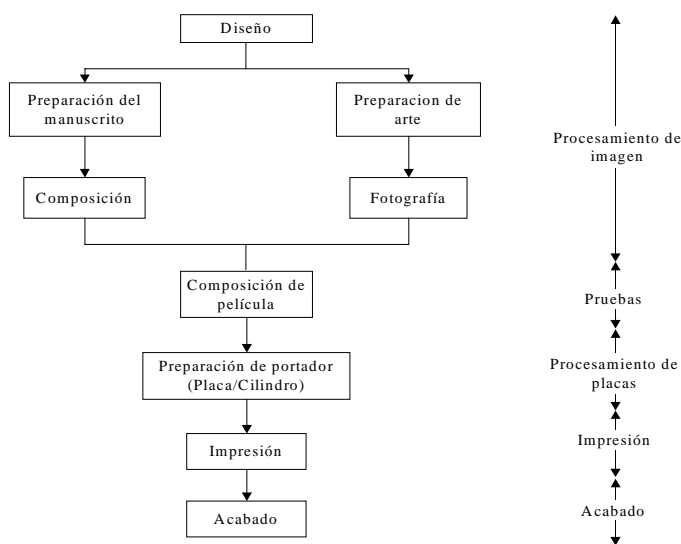 Diseño
Preparación del
manuscrito
Preparacion de
arte
Composición
Fotografía
Composición de
película
Preparación de portador
(Placa/Cilindro)
Impresión
Acabado
Procesamiento de
imagen
Pruebas
Procesamiento de
placas
Impresión
Acabado